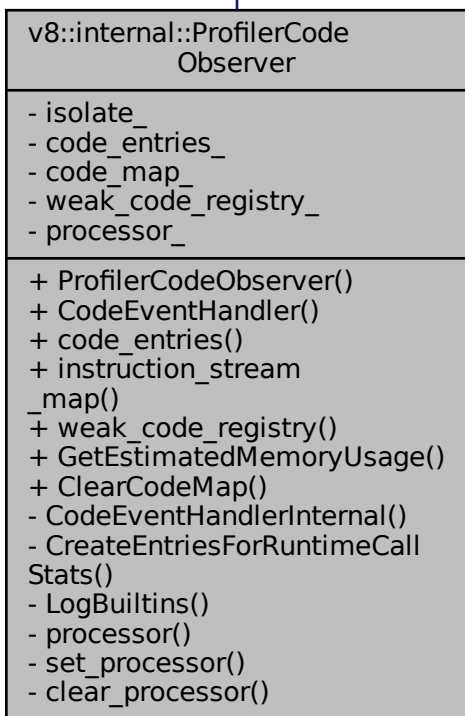 v8::internal::ProfilerCode
Observer
- isolate_
- code_entries_
- code_map_
- weak_code_registry_
- processor_
+ ProfilerCodeObserver()
+ CodeEventHandler()
+ code_entries()
+ instruction_stream
_map()
+ weak_code_registry()
+ GetEstimatedMemoryUsage()
+ ClearCodeMap()
- CodeEventHandlerInternal()
- CreateEntriesForRuntimeCall
Stats()
- LogBuiltins()
- processor()
- set_processor()
- clear_processor()